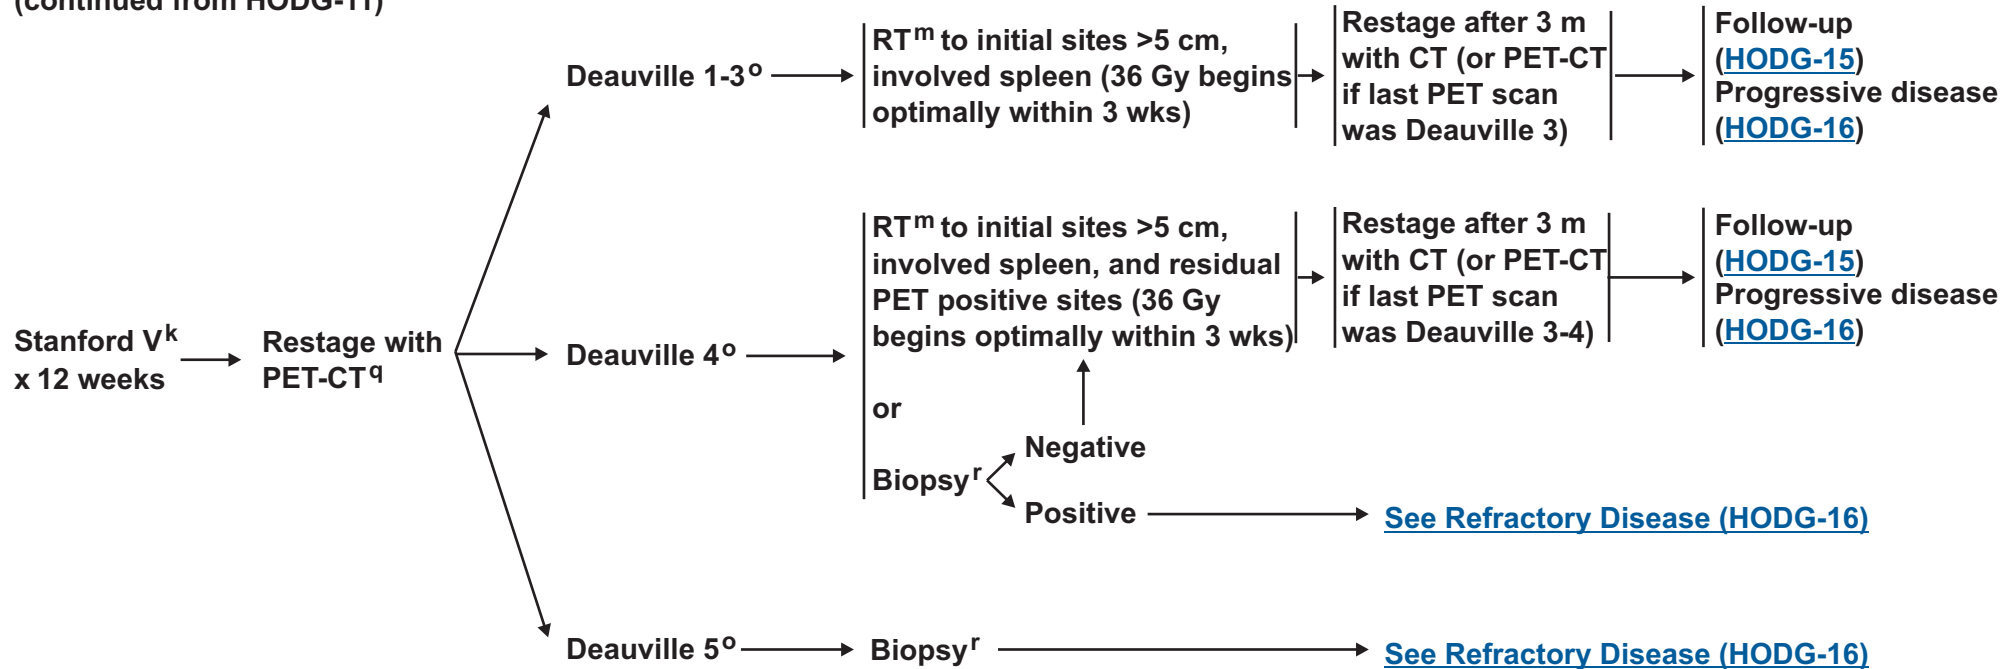 (continued from HODG-11)
Deauville 1-3o
RTm to initial sites >5 cm,
involved spleen (36 Gy begins
optimally within 3 wks)
Restage after 3 m
with CT (or PET-CT
if last PET scan
was Deauville 3)
Follow-up
(HODG-15)
Progressive disease
(HODG-16)
Stanford Vk
x 12 weeks
Restage with
PET-CTq
Deauville 4o
RTm to initial sites >5 cm,
involved spleen, and residual
PET positive sites (36 Gy
begins optimally within 3 wks)
or
Biopsyr
Negative
Positive
Restage after 3 m
with CT (or PET-CT
if last PET scan
was Deauville 3-4)
Follow-up
(HODG-15)
Progressive disease
(HODG-16)
See Refractory Disease (HODG-16)
Deauville 5o
Biopsyr
See Refractory Disease (HODG-16)